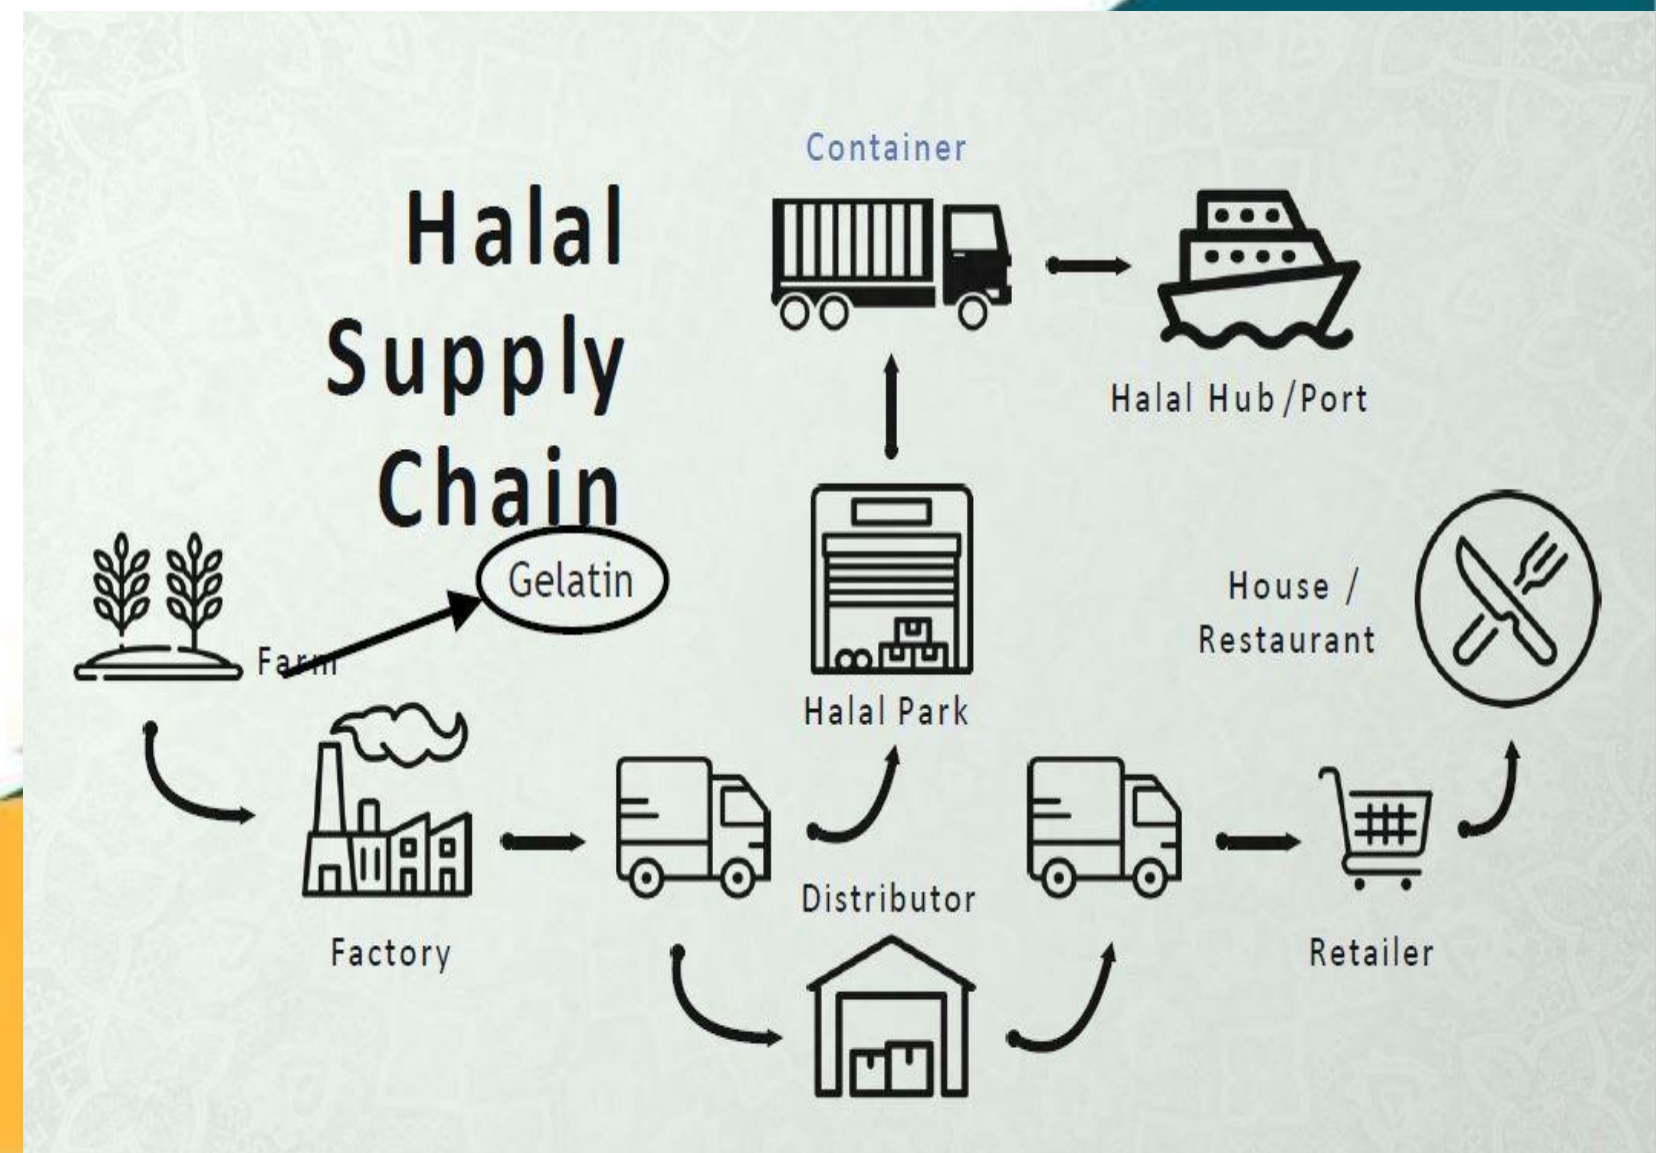 Container
Halal
Supply
Chain
Halal Hub/Port
Gelatin
House /
Restaurant
Farm
Halal Park
Distributor
Factory
Retailer